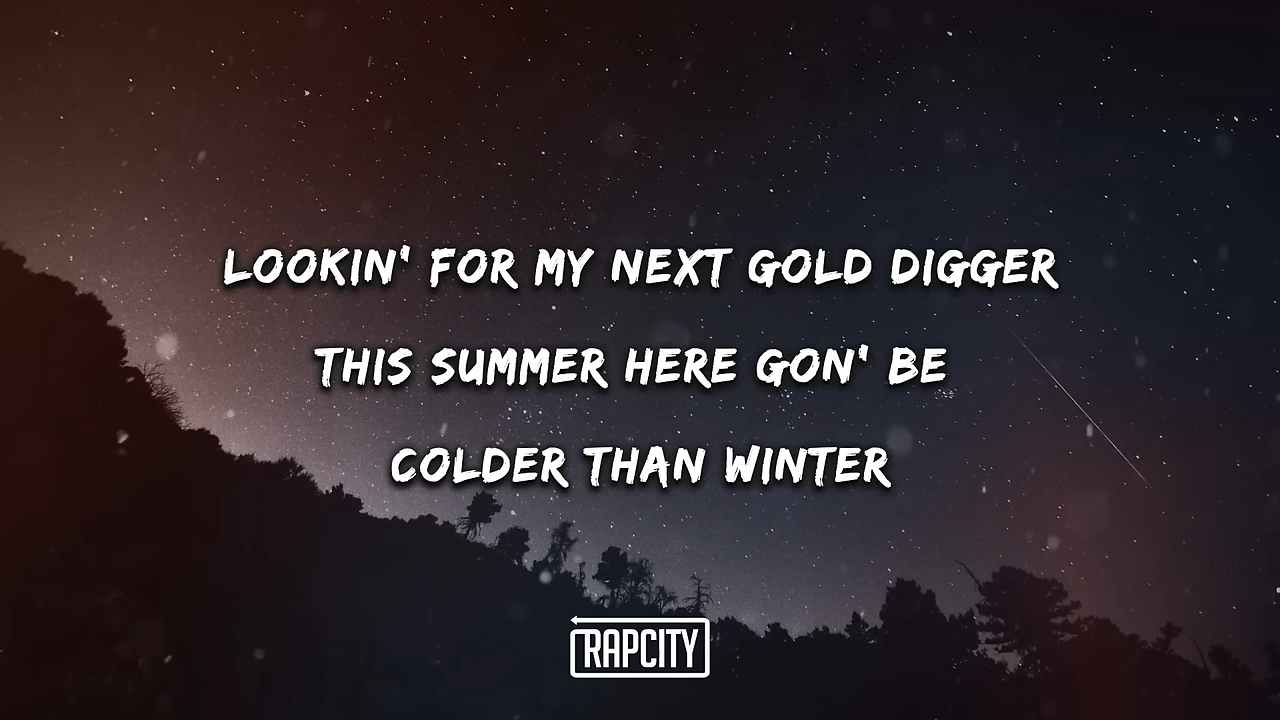 LOOKIN' FOR MY NEXT GOLD DIGGER
THIS SUMMER HERE GON' BE
COLDER THAN WINTER
RAPCITY